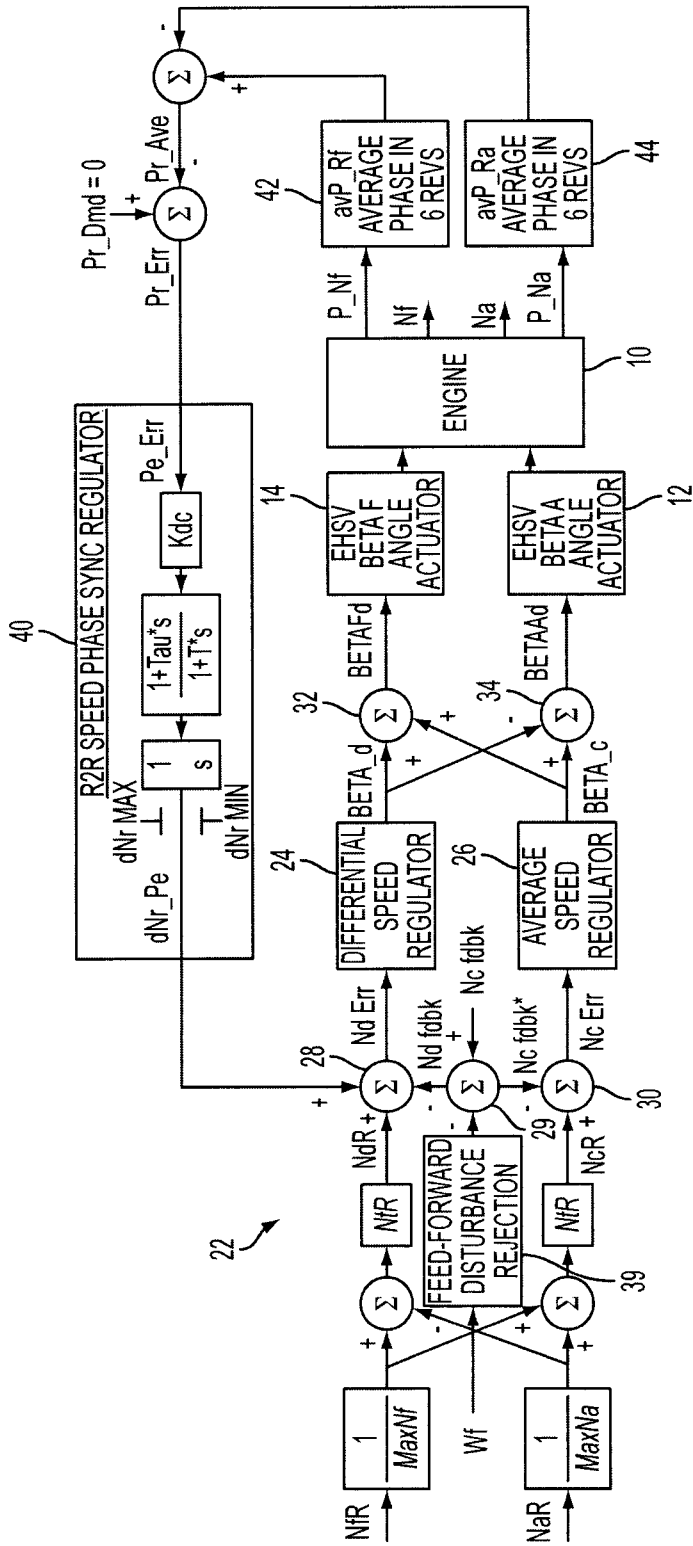 22
NfR
1
MaxNf
+
-
Σ
NtR
NdR
+
28
Σ
+
-
Nd Err
24
DIFFERENTIAL
SPEED
REGULATOR
BETA_d
+
32
Σ
+
BETAFd
14
EHSV
BETA F
ANGLE
ACTUATOR
Wf
FEED-FORWARD
DISTURBANCE
REJECTION
39
-
Σ
29
+
Nc fdbk
Nd fdbk
Nc fdbk*
NaR
1
MaxNa
+
+
Σ
NtR
NcR
+
-
Σ
30
Nc Err
26
AVERAGE
SPEED
REGULATOR
BETA_c
+
-
34
Σ
BETAAd
EHSV
BETA A
ANGLE
ACTUATOR
12
ENGINE
10
P_Nf
Nf
Na
P_Na
42
avP_Rf
AVERAGE
PHASE IN
6 REVS
avP_Ra
AVERAGE
PHASE IN
6 REVS
44
+
-
Σ
Pr_Ave
-
Pr_Dmd = 0
+
Σ
Pr_Err
40
R2R SPEED PHASE SYNC REGULATOR
Pe_Err
Kdc
1+Tau*s
1+T*s
1
s
dNr MAX
dNr MIN
dNr_Pe